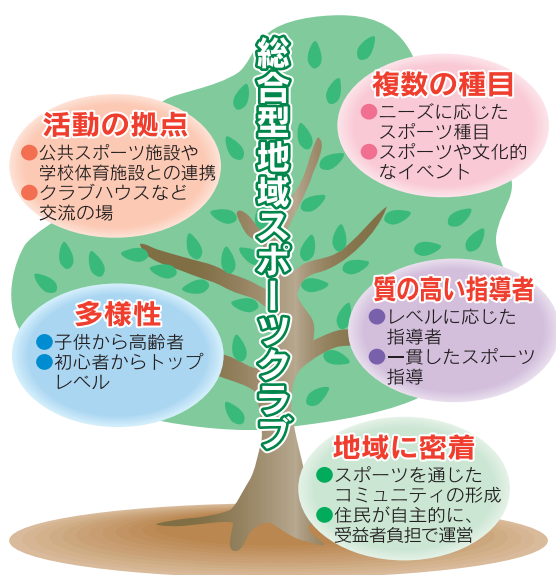 総合型地域スポーツクラブ
活動の拠点
●公共スポーツ施設や
学校体育施設との連携
●クラブハウスなど
交流の場
複数の種目
●ニーズに応じた
スポーツ種目
●スポーツや文化的
なイベント
多様性
●子供から高齢者
●初心者からトップ
レベル
質の高い指導者
●レベルに応じた
指導者
●一貫したスポーツ
指導
地域に密着
●スポーツを通じた
コミュニティの形成
●住民が自主的に、
受益者負担で運営